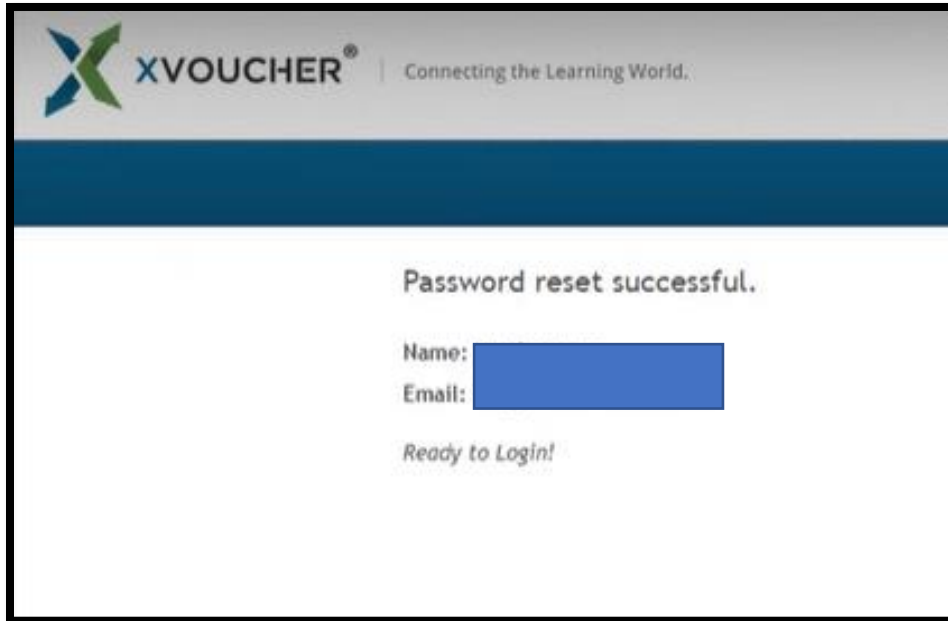 XVOUCHER® | Connecting the Learning World.
Password reset successful.
Name:
Email:
Ready to Login!